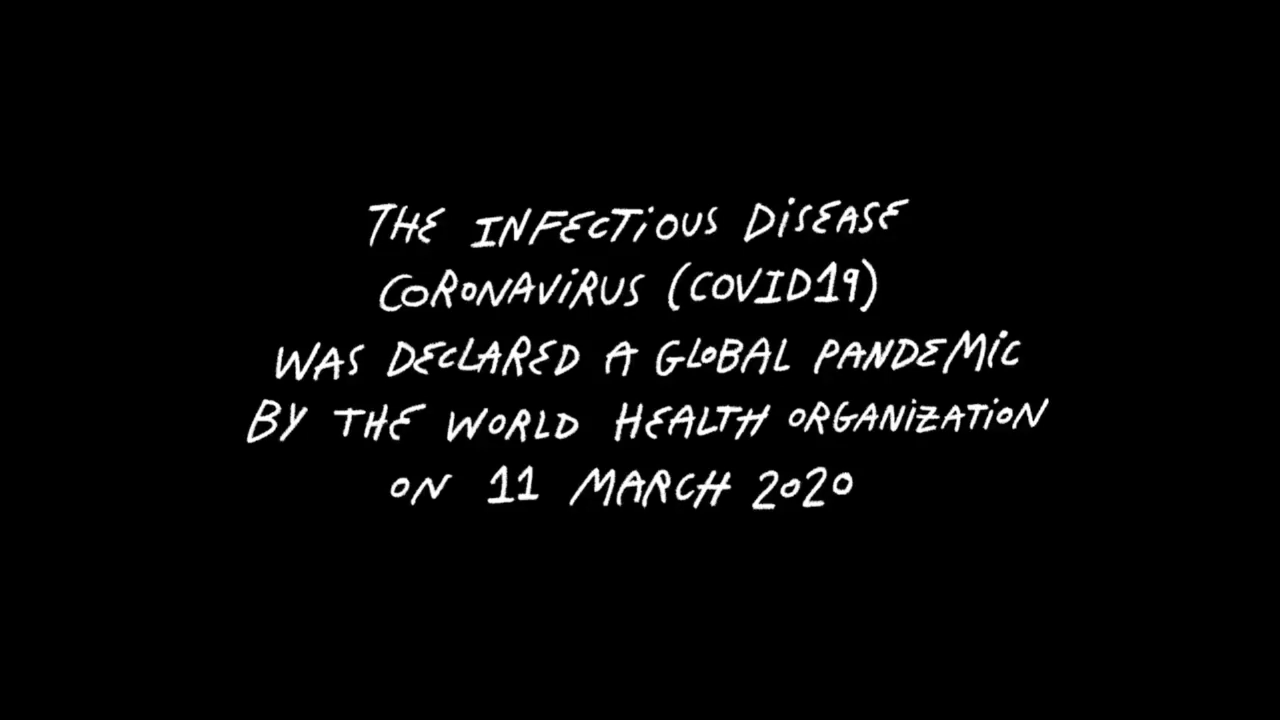 THE INFECTiOUS DiSEASE
CORONAViRUS (COVID19)
WAS DECLARED A GLOBAL PANDEMiC
BY THE WORLD HEALTH ORGANiZATiON
ON 11 MARCH 2020